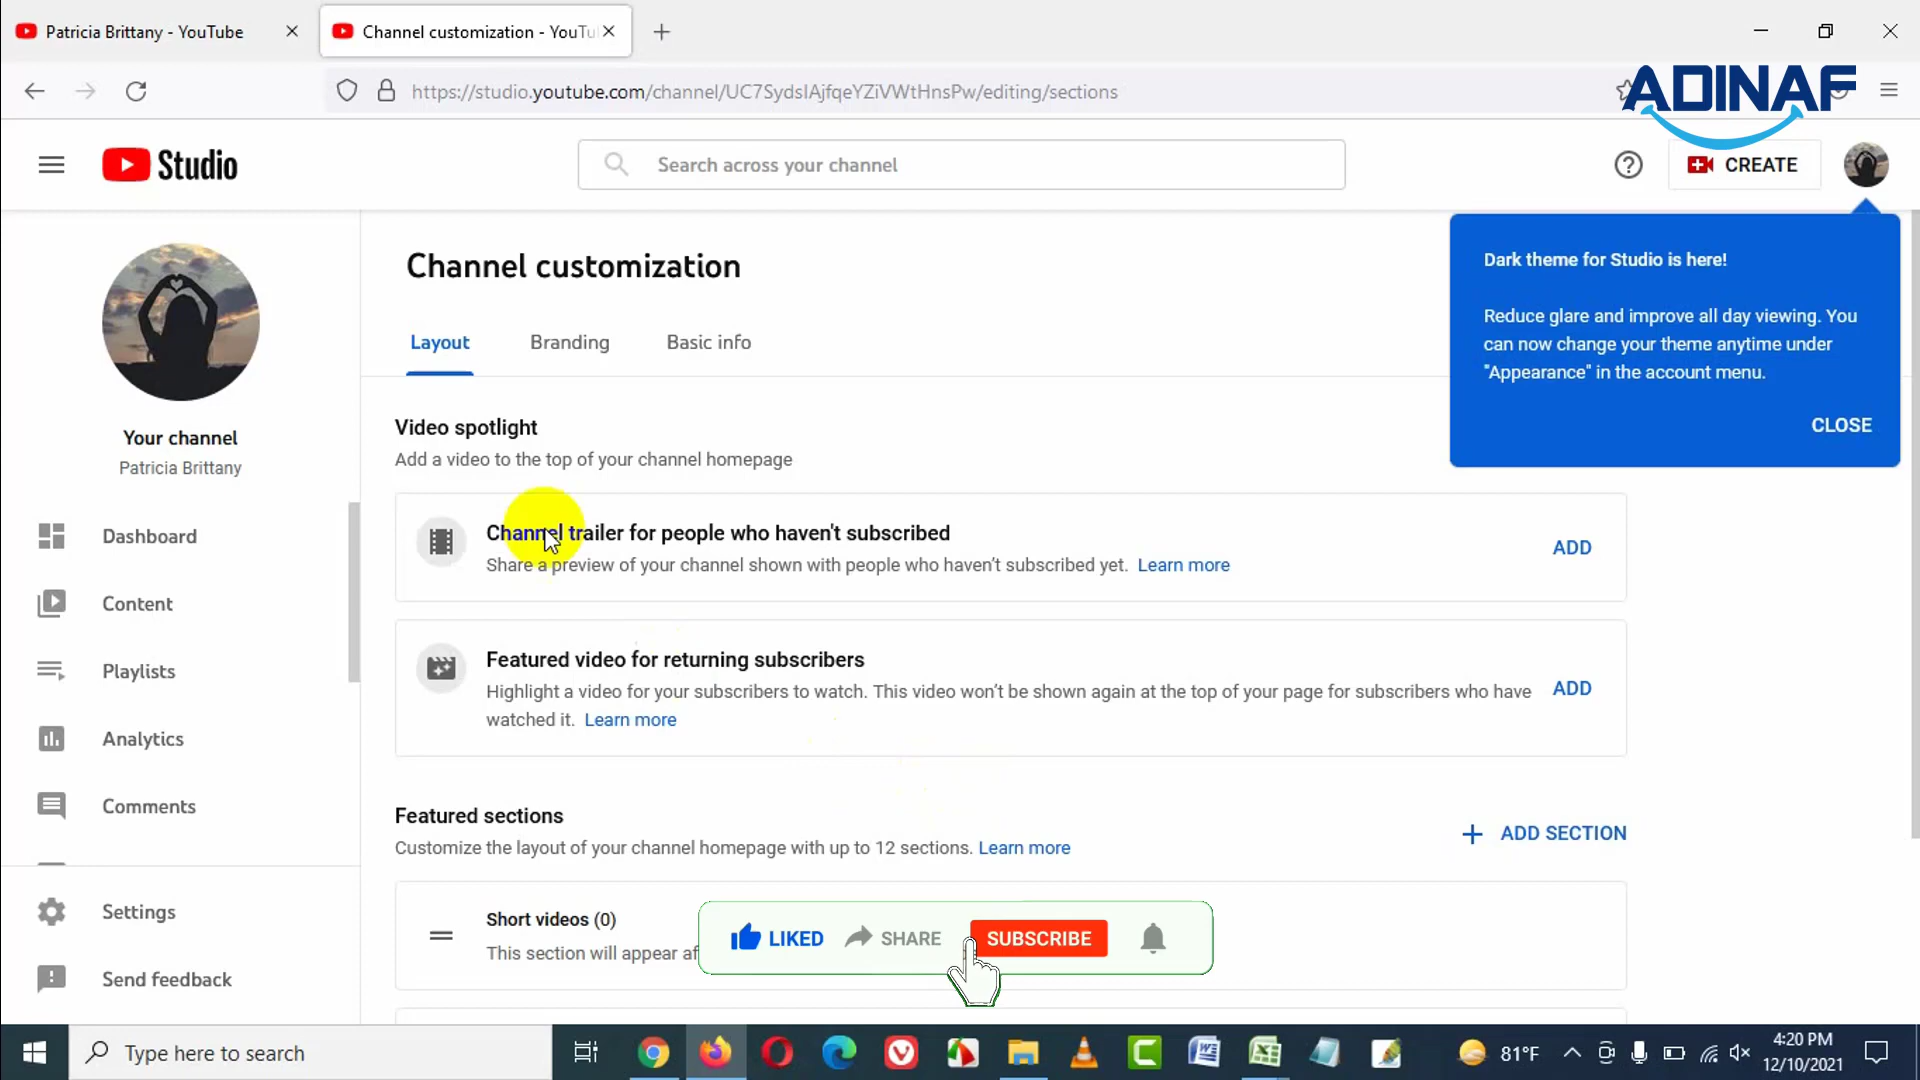 Patricia Brittany - YouTube
Channel customization - YouTu
https://studio.youtube.com/channel/UC7SydsIAjfqeYZiVWtHnsPw/editing/sections
ADINAF
Studio
Search across your channel
CREATE
Your channel
Patricia Brittany
Dashboard
Content
Playlists
Analytics
Comments
Settings
Send feedback
Channel customization
Layout
Branding
Basic info
Dark theme for Studio is here!
Reduce glare and improve all day viewing. You
can now change your theme anytime under
"Appearance" in the account menu.
CLOSE
Video spotlight
Add a video to the top of your channel homepage
Channel trailer for people who haven't subscribed
Share a preview of your channel shown with people who haven't subscribed yet. Learn more
ADD
Featured video for returning subscribers
Highlight a video for your subscribers to watch. This video won't be shown again at the top of your page for subscribers who have
watched it. Learn more
ADD
Featured sections
Customize the layout of your channel homepage with up to 12 sections. Learn more
+ ADD SECTION
Short videos (0)
This section will appear af
LIKED
SHARE
SUBSCRIBE
Type here to search
81°F
4:20 PM
12/10/2021